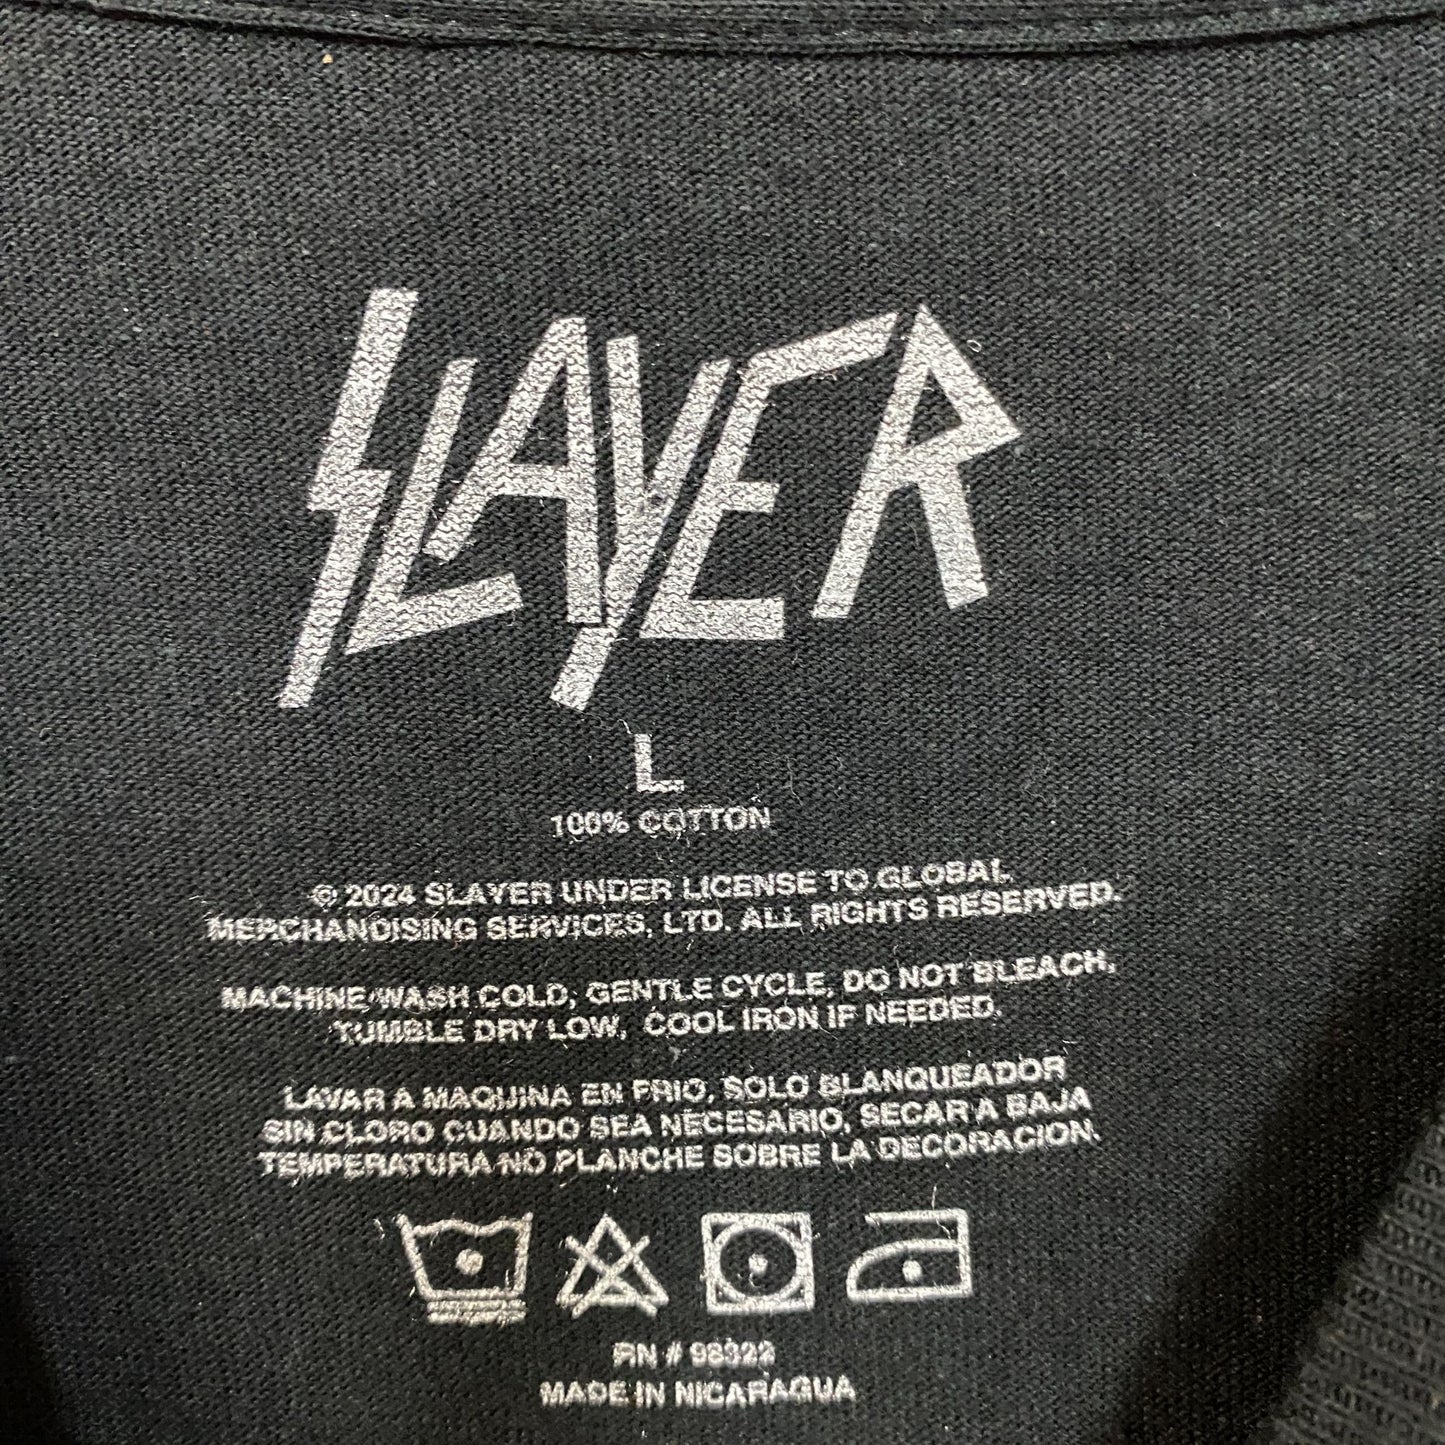 SLAYER
L
100% COTTON
© 2024 SLAYER UNDER LICENSE TO GLOBAL
MERCHANDISING SERVICES, LTD. ALL RIGHTS RESERVED.
MACHINE WASH COLD, GENTLE CYCLE, DO NOT BLEACH,
TUMBLE DRY LOW, COOL IRON IF NEEDED.
LAVAR A MAQUINA EN FRIO, SOLO BLANQUEADOR
SIN CLORO CUANDO SEA NECESARIO, SECAR A BAJA
TEMPERATURA NO PLANCHE SOBRE LA DECORACION.
RN #
MADE IN NICARAGUA